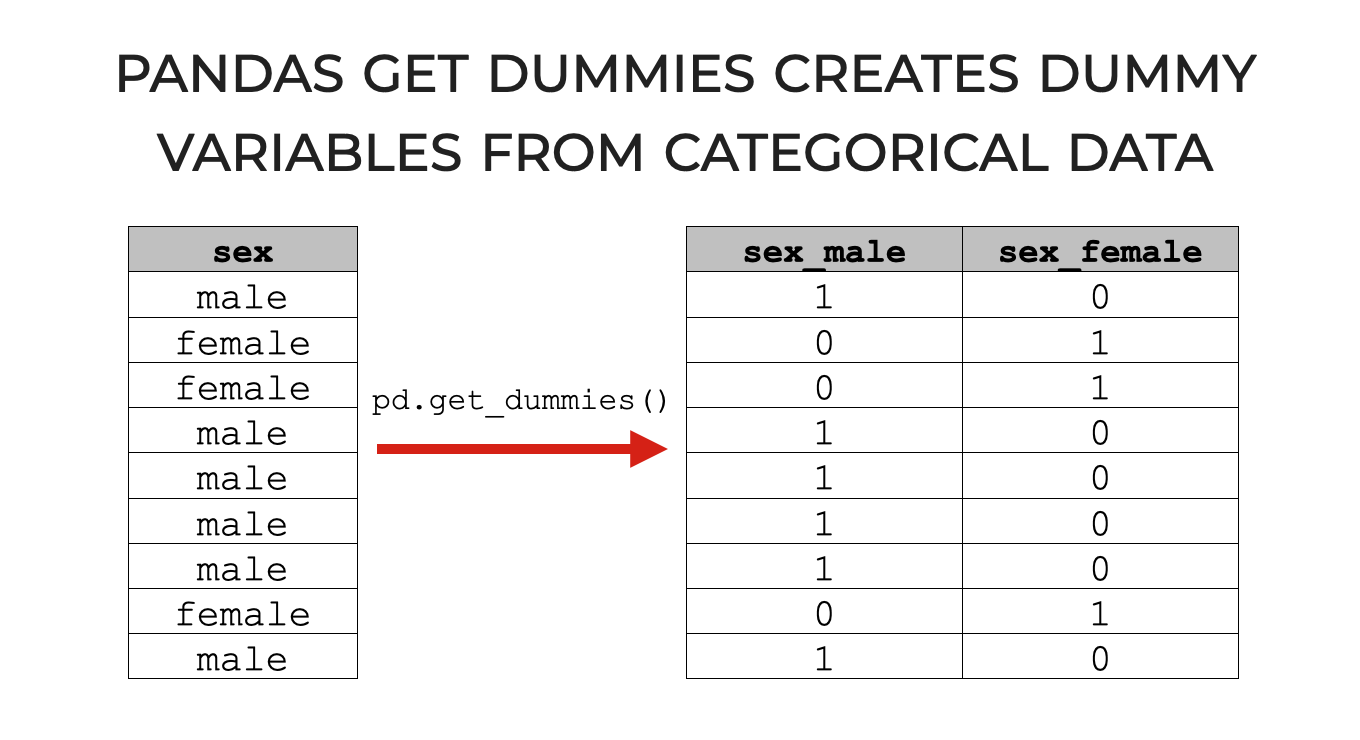 PANDAS GET DUMMIES CREATES DUMMY
VARIABLES FROM CATEGORICAL DATA
sex
male
female
female
male
male
male
male
female
male
pd.get_dummies()
sex_male sex_female
1 0
0 1
0 1
1 0
1 0
1 0
1 0
0 1
1 0